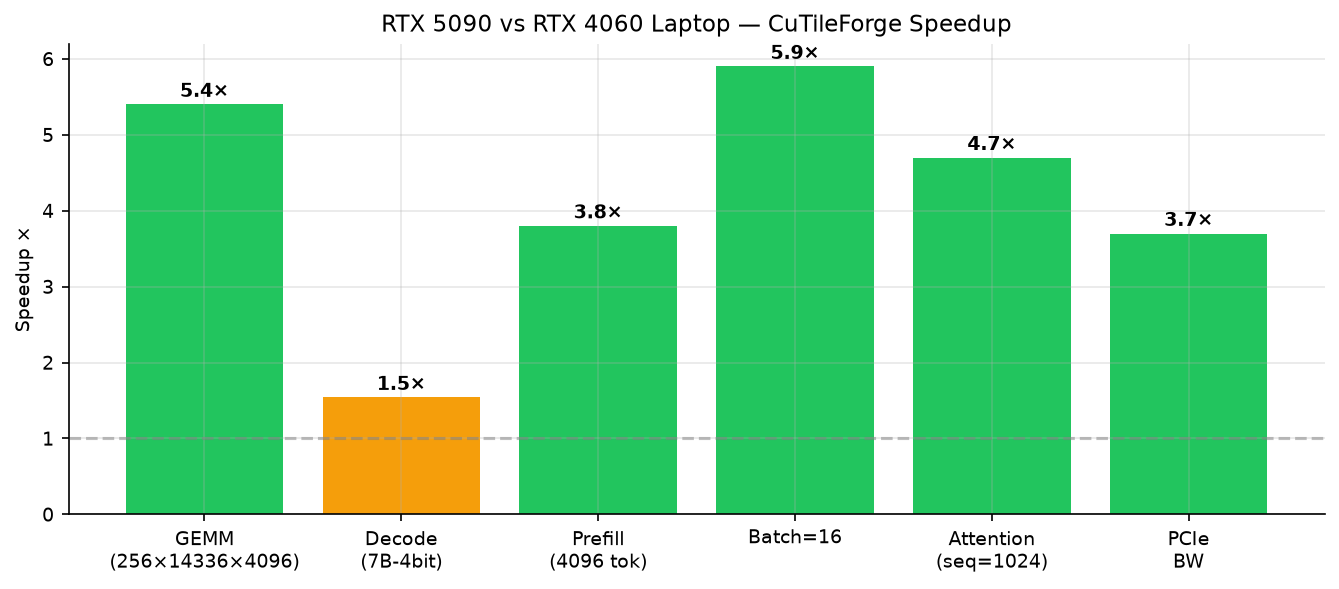 RTX 5090 vs RTX 4060 Laptop — CuTileForge Speedup
Speedup ×
6
5
4
3
2
1
0
5.4×
1.5×
3.8×
5.9×
4.7×
3.7×
GEMM
(256×14336×4096)
Decode
(7B-4bit)
Prefill
(4096 tok)
Batch=16
Attention
(seq=1024)
PCIe
BW